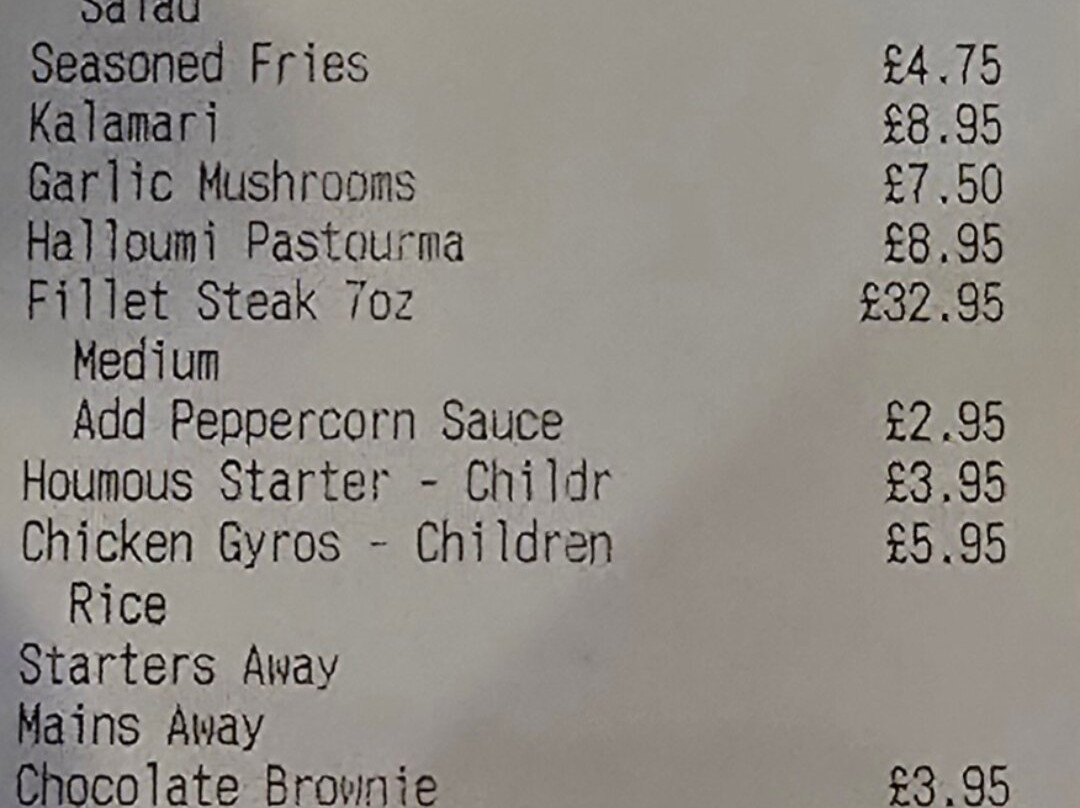 Salad
Seasoned Fries £4.75
Kalamari £8.95
Garlic Mushrooms £7.50
Halloumi Pastourma £8.95
Fillet Steak 7oz £32.95
Medium
Add Peppercorn Sauce £2.95
Houmous Starter - Childr £3.95
Chicken Gyros - Children £5.95
Rice
Starters Away
Mains Away
Chocolate Brownie £3.95